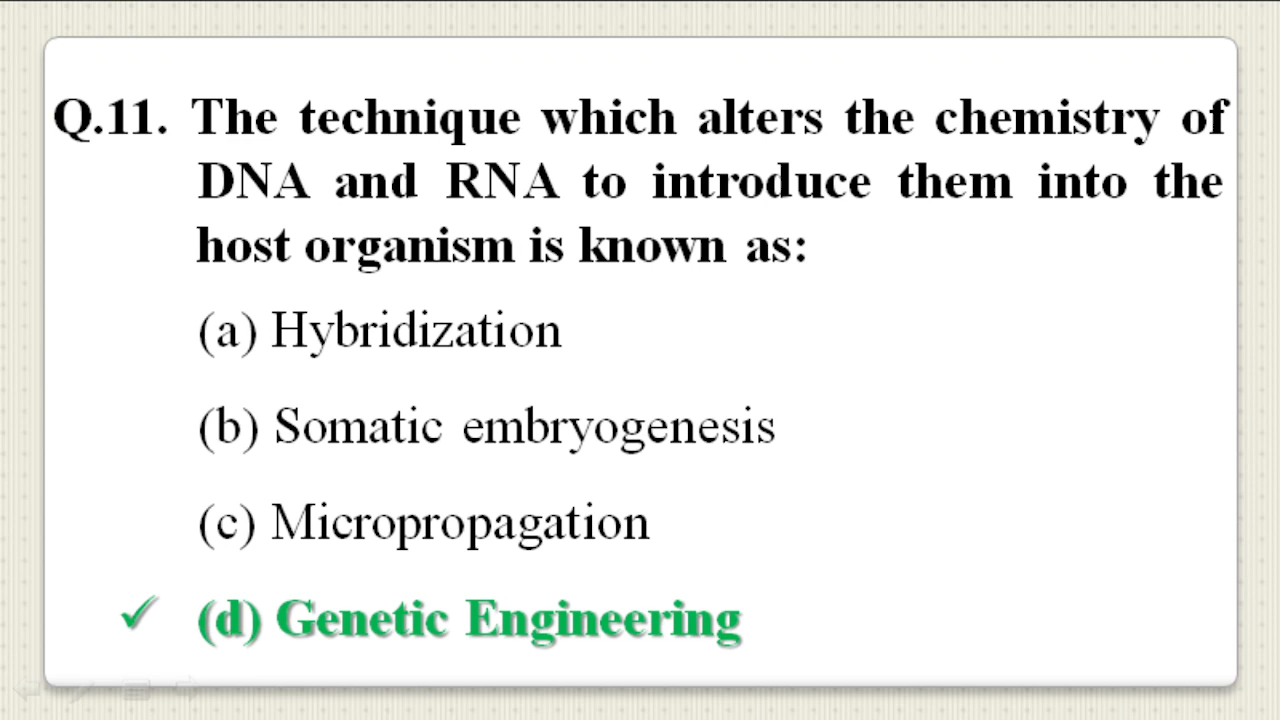 Q.11. The technique which alters the chemistry of
DNA and RNA to introduce them into the
host organism is known as:
(a) Hybridization
(b) Somatic embryogenesis
(c) Micropropagation
✓ (d) Genetic Engineering